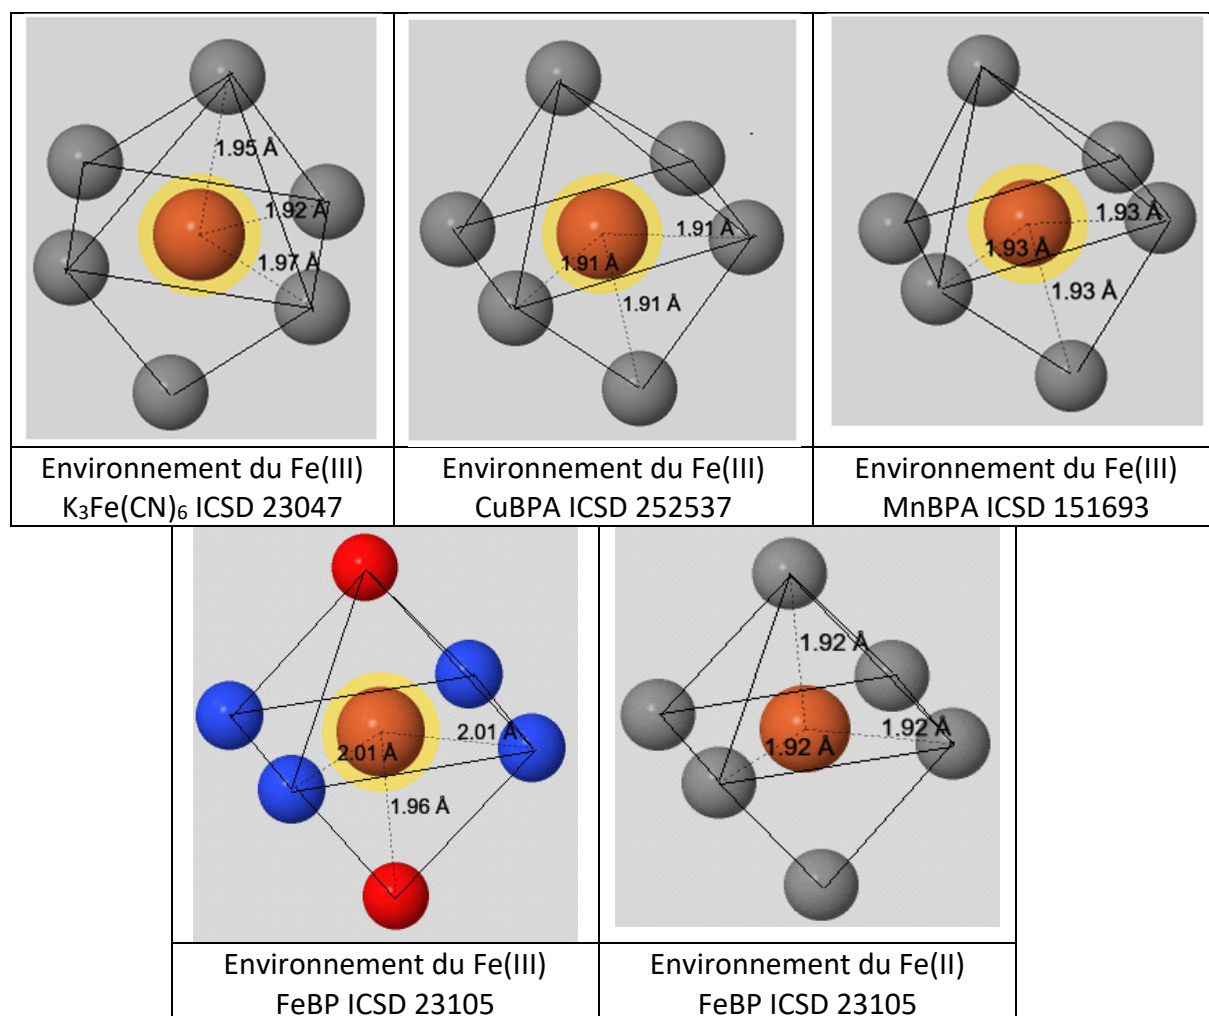 1.95 Å
1.92 Å
1.97 Å
Environnement du Fe(III)
K₃Fe(CN)₆ ICSD 23047
1.91 Å
1.91 Å
1.91 Å
Environnement du Fe(III)
CuBPA ICSD 252537
1.93 Å
1.93 Å
1.93 Å
Environnement du Fe(III)
MnBPA ICSD 151693
2.01 Å
2.01 Å
1.96 Å
Environnement du Fe(III)
FeBP ICSD 23105
1.92 Å
1.92 Å
1.92 Å
Environnement du Fe(II)
FeBP ICSD 23105